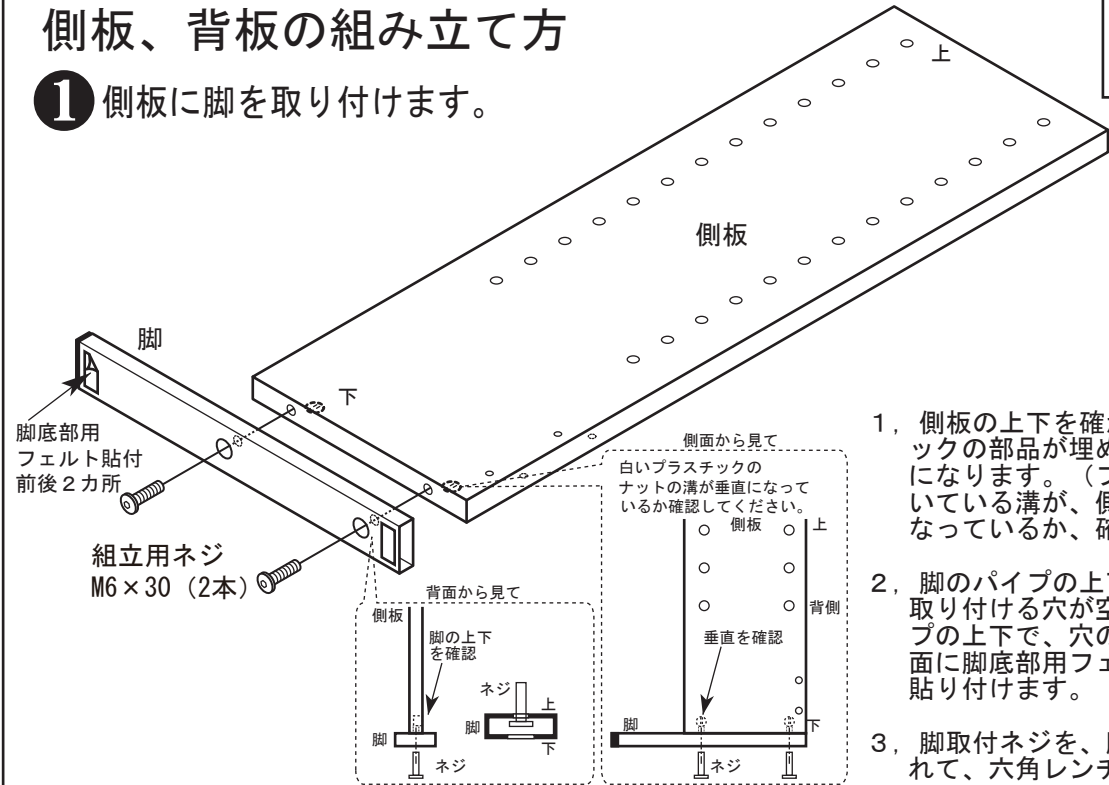 側板、背板の組み立て方
1 側板に脚を取り付けます。
上
側板
脚
下
脚底部用
フェルト貼付
前後２カ所
組立用ネジ
M6×30（2本）
背面から見て
側板
脚の上下
を確認
ネジ
上
脚
下
脚
ネジ
側面から見て
白いプラスチックの
ナットの溝が垂直になって
いるか確認してください。
側板
上
背側
垂直を確認
脚
下
ネジ
１，側板の上下を確
ックの部品が埋め
になります。（
いている溝が、側
なっているか、確
２，脚のパイプの上下
取り付ける穴が空
プの上下で、穴の
面に脚底部用フェ
貼り付けます。
３，脚取付ネジを、
れて、六角レンチ